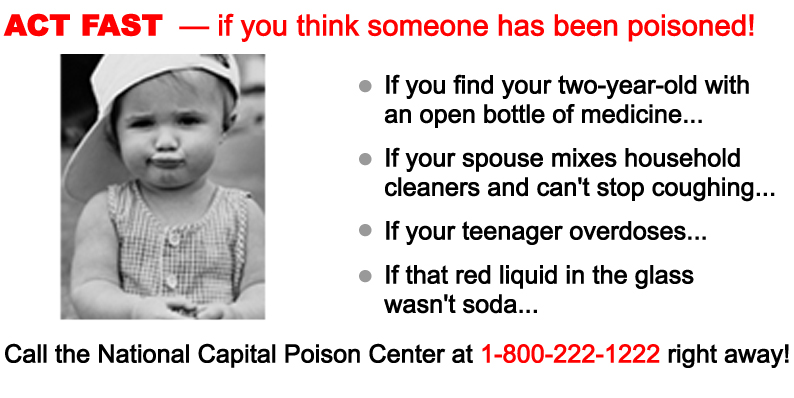 ACT FAST — if you think someone has been poisoned!
If you find your two-year-old with
an open bottle of medicine...
If your spouse mixes household
cleaners and can't stop coughing...
If your teenager overdoses...
If that red liquid in the glass
wasn't soda...
Call the National Capital Poison Center at 1-800-222-1222 right away!